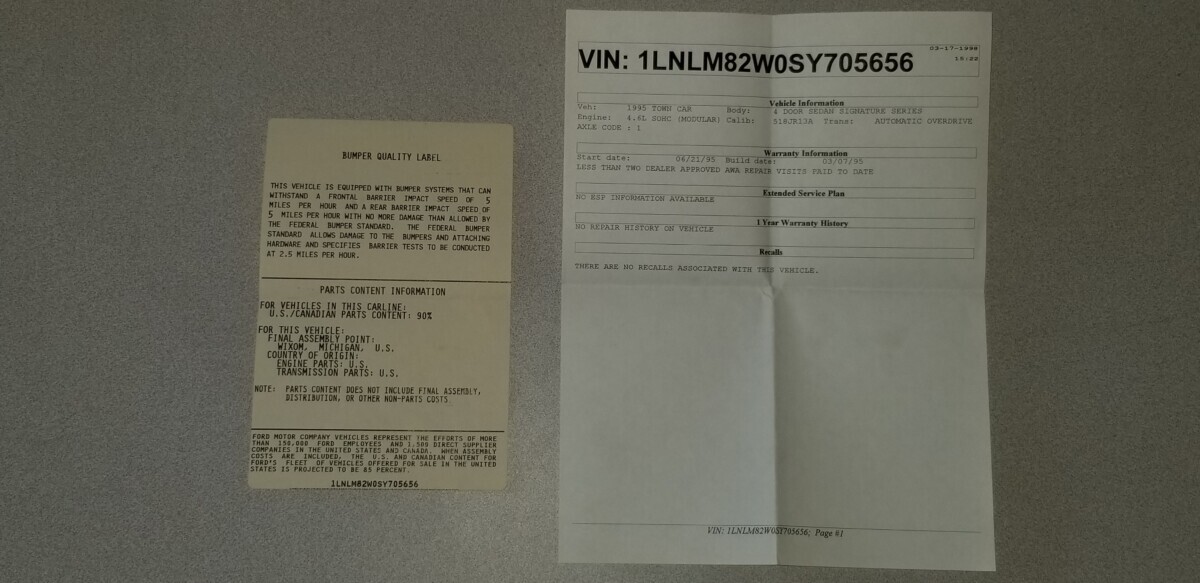 BUMPER QUALITY LABEL
THIS VEHICLE IS EQUIPPED WITH BUMPER SYSTEMS THAT CAN
WITHSTAND A FRONTAL BARRIER IMPACT SPEED OF 5
MILES PER HOUR AND A REAR BARRIER IMPACT SPEED OF
5 MILES PER HOUR WITH NO MORE DAMAGE THAN ALLOWED BY
THE FEDERAL BUMPER STANDARD. THE FEDERAL BUMPER
STANDARD ALLOWS DAMAGE TO THE BUMPERS AND ATTACHING
HARDWARE AND SPECIFIES BARRIER TESTS TO BE CONDUCTED
AT 2.5 MILES PER HOUR.
PARTS CONTENT INFORMATION
FOR VEHICLES IN THIS CARLINE:
U.S./CANADIAN PARTS CONTENT: 90%
FOR THIS VEHICLE:
FINAL ASSEMBLY POINT:
WIXOM, MICHIGAN, U.S.
COUNTRY OF ORIGIN:
ENGINE PARTS: U.S.
TRANSMISSION PARTS: U.S.
NOTE: PARTS CONTENT DOES NOT INCLUDE FINAL ASSEMBLY,
DISTRIBUTION, OR OTHER NON-PARTS COSTS.
FORD MOTOR COMPANY VEHICLES REPRESENT THE EFFORTS OF MORE
THAN 150,000 FORD EMPLOYEES AND 1,500 DIRECT SUPPLIER
COMPANIES IN THE UNITED STATES AND CANADA. WHEN ASSEMBLY
COSTS ARE INCLUDED, THE U.S. AND CANADIAN CONTENT FOR
FORD'S FLEET OF VEHICLES OFFERED FOR SALE IN THE UNITED
STATES IS PROJECTED TO BE 85 PERCENT.
1LNLM82W0SY705656
03-17-1998
VIN: 1LNLM82W0SY705656
15:22
Vehicle Information
Veh: 1995 TOWN CAR Body: 4 DOOR SEDAN SIGNATURE SERIES
Engine: 4.6L SOHC (MODULAR) Calib: 518JR13A Trans: AUTOMATIC OVERDRIVE
AXLE CODE : 1
Warranty Information
Start date: 06/21/95 Build date: 03/07/95
LESS THAN TWO DEALER APPROVED AWA REPAIR VISITS PAID TO DATE
Extended Service Plan
NO ESP INFORMATION AVAILABLE
1 Year Warranty History
NO REPAIR HISTORY ON VEHICLE
Recalls
THERE ARE NO RECALLS ASSOCIATED WITH THIS VEHICLE.
VIN: 1LNLM82W0SY705656; Page #1